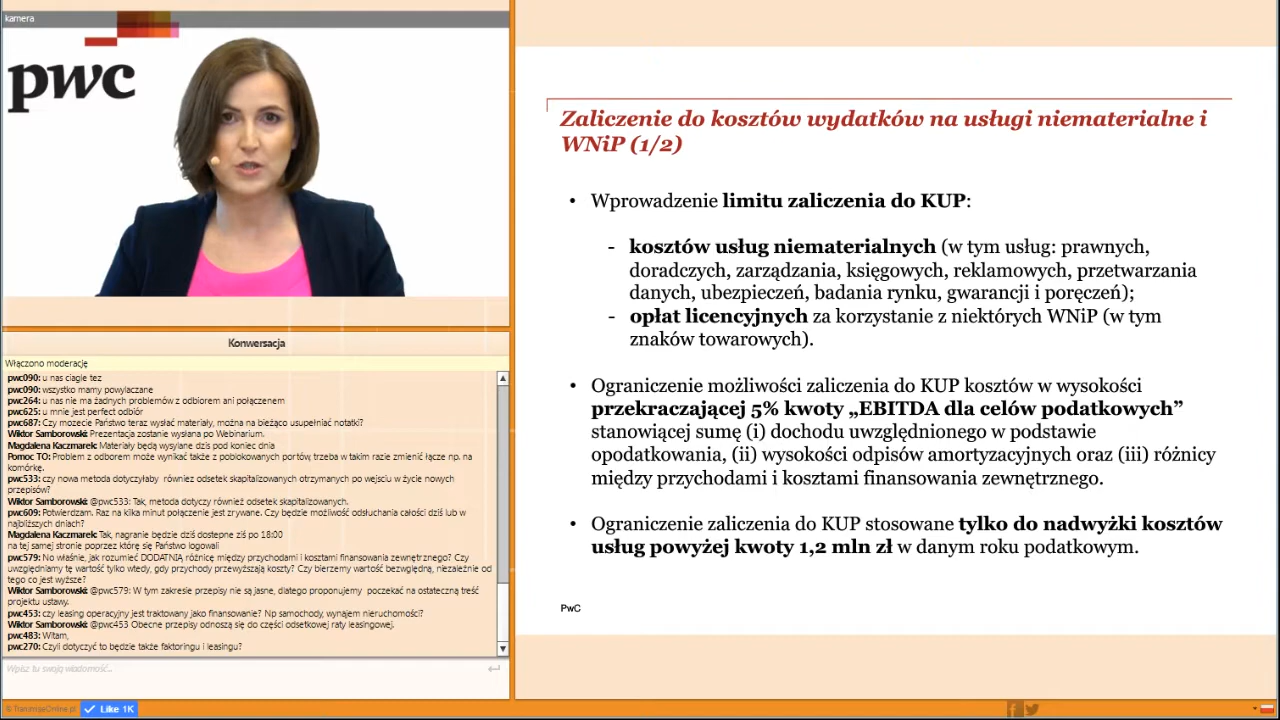 kamera
pwc
Konwersacja
Włączono moderację
pwc090: u nas ciagle tez
pwc090: wszystko mamy powylaczane
pwc264: u nas nie ma żadnych problemów z odbiorem ani połączeniem
pwc625: u mnie jest perfect odbiór
pwc687: Czy mozecie Państwo teraz wysłać materiały, można na bieżąco usupełniać notatki?
Wiktor Samborowski: Prezentacja zostanie wysłana po Webinarium.
Magdalena Kaczmarek: Materiały będą wysyłane dziś pod koniec dnia
Pomoc TO: Problem z odborem może wynikać także z poblokowanych portów, trzeba w takim razie zmienić łącze np. na
komórkę.
pwc533: czy nowa metoda dotyczyłaby również odsetek skapitalizowanych otrzymanych po wejsciu w życie nowych
przepisów?
Wiktor Samborowski: @pwc533: Tak, metoda dotyczy również odsetek skapitalizowanych.
pwc609: Potwierdzam. Raz na kilka minut połączenie jest zrywane. Czy będzie możliwość odsłuchania całości dziś lub w
najbliższych dniach?
Magdalena Kaczmarek: Tak, nagranie będzie dziś dostepne ziś po 18:00
na tej samej stronie poprzez którę się Państwo logowali
pwc579: No właśnie, jak rozumieć DODATNIA różnicę między przychodami i kosztami finansowania zewnętrznego? Czy
uwzględniamy tę wartość tylko wtedy, gdy przychody przewyższają koszty? Czy bierzemy wartość bezwględną, niezależnie od
tego co jest wyższe?
Wiktor Samborowski: @pwc579: W tym zakresie przepisy nie są jasne, dlatego proponujemy poczekać na ostateczną treść
projektu ustawy.
pwc453: czy leasing operacyjny jest traktowany jako finansowanie? Np samochody, wynajem nieruchomości?
Wiktor Samborowski: @pwc453 Obecne przepisy odnoszą się do części odsetkowej raty leasingowej.
pwc483: Witam,
pwc270: Czyli dotyczyć to będzie także faktoringu i leasingu?
Wpisz tu swoją wiadomość...
© TransmisjeOnline.pl
Like 1K
Zaliczenie do kosztów wydatków na usługi niematerialne i
WNiP (1/2)
• Wprowadzenie limitu zaliczenia do KUP:
- kosztów usług niematerialnych (w tym usług: prawnych,
doradczych, zarządzania, księgowych, reklamowych, przetwarzania
danych, ubezpieczeń, badania rynku, gwarancji i poręczeń);
- opłat licencyjnych za korzystanie z niektórych WNiP (w tym
znaków towarowych).
• Ograniczenie możliwości zaliczenia do KUP kosztów w wysokości
przekraczającej 5% kwoty „EBITDA dla celów podatkowych”
stanowiącej sumę (i) dochodu uwzględnionego w podstawie
opodatkowania, (ii) wysokości odpisów amortyzacyjnych oraz (iii) różnicy
między przychodami i kosztami finansowania zewnętrznego.
• Ograniczenie zaliczenia do KUP stosowane tylko do nadwyżki kosztów
usług powyżej kwoty 1,2 mln zł w danym roku podatkowym.
PwC